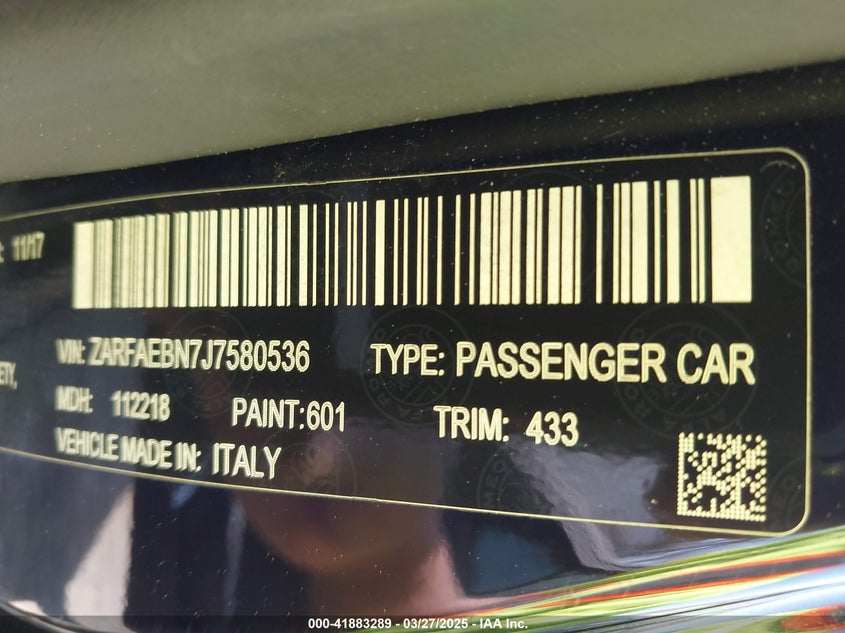 11/17
VIN: ZARFAEBN7J7580536
TYPE: PASSENGER CAR
ETY,
MDH: 112218
PAINT:601
TRIM: 433
VEHICLE MADE IN: ITALY
000-41883289 - 03/27/2025 - IAA Inc.